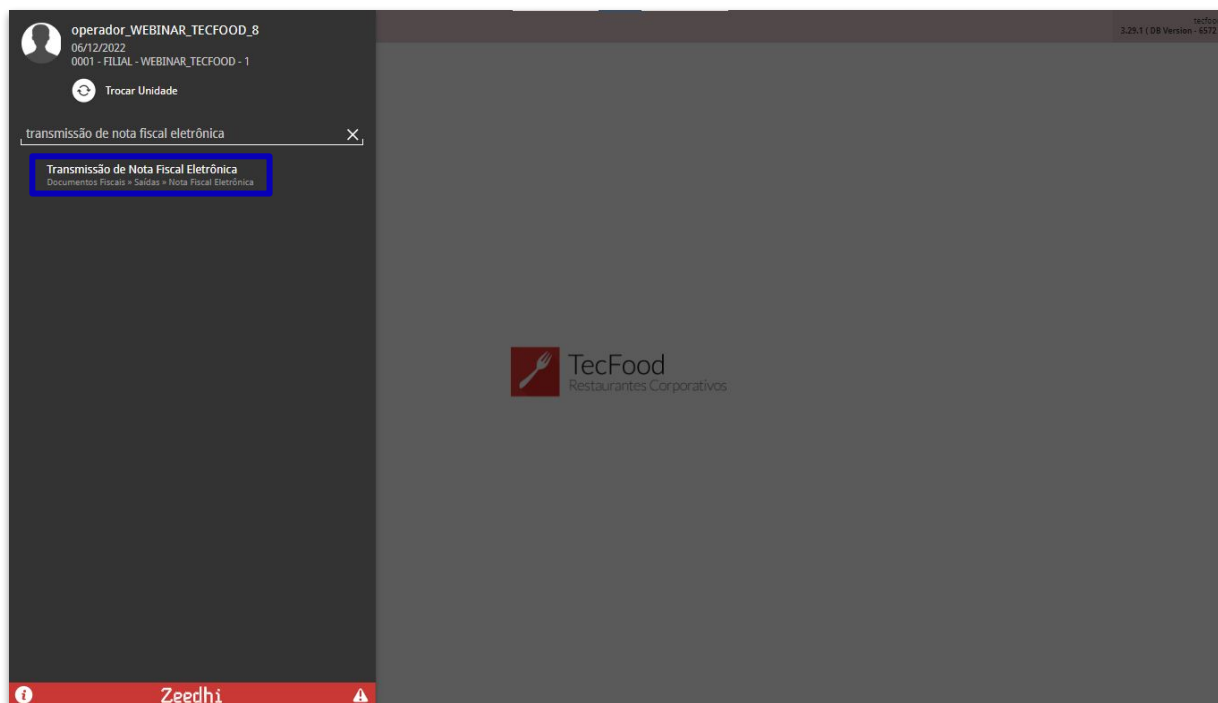 operador_WEBINAR_TECFOOD_8
06/12/2022
0001 - FILIAL - WEBINAR_TECFOOD - 1
Trocar Unidade
transmissão de nota fiscal eletrônica
Transmissão de Nota Fiscal Eletrônica
Documentos Fiscais » Saídas » Nota Fiscal Eletrônica
tecfoo
3.29.1 ( DB Version - 6572
TecFood
Restaurantes Corporativos
Zeedhi